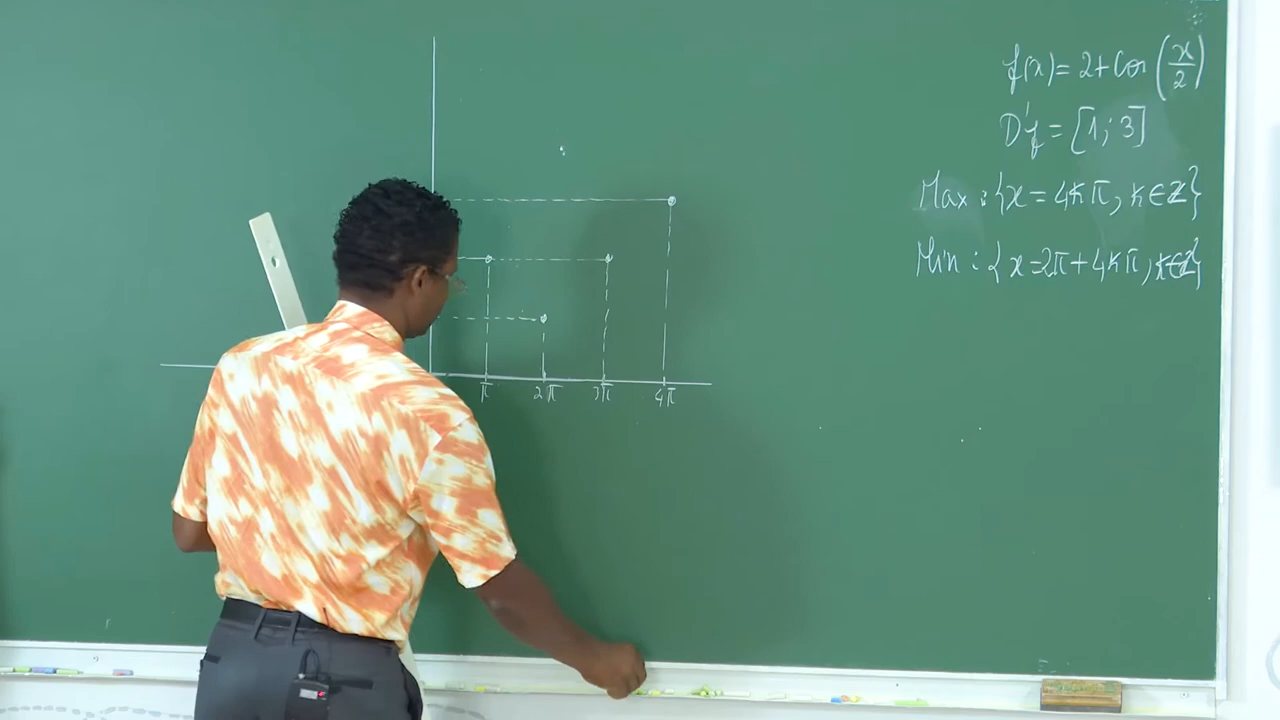 f(x) = 2 + Cos (x/2)
D'f = [1; 3]
Max : {x = 4kπ, k ∈ Z}
Min : {x = 2π + 4kπ, k ∈ Z}
π 2π 3π 4π